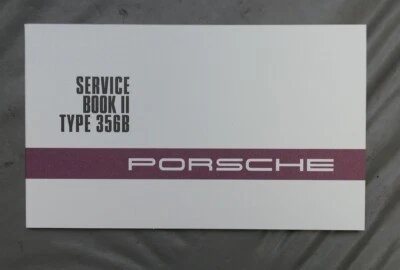 SERVICE
BOOK II
TYPE 356B
PORSCHE